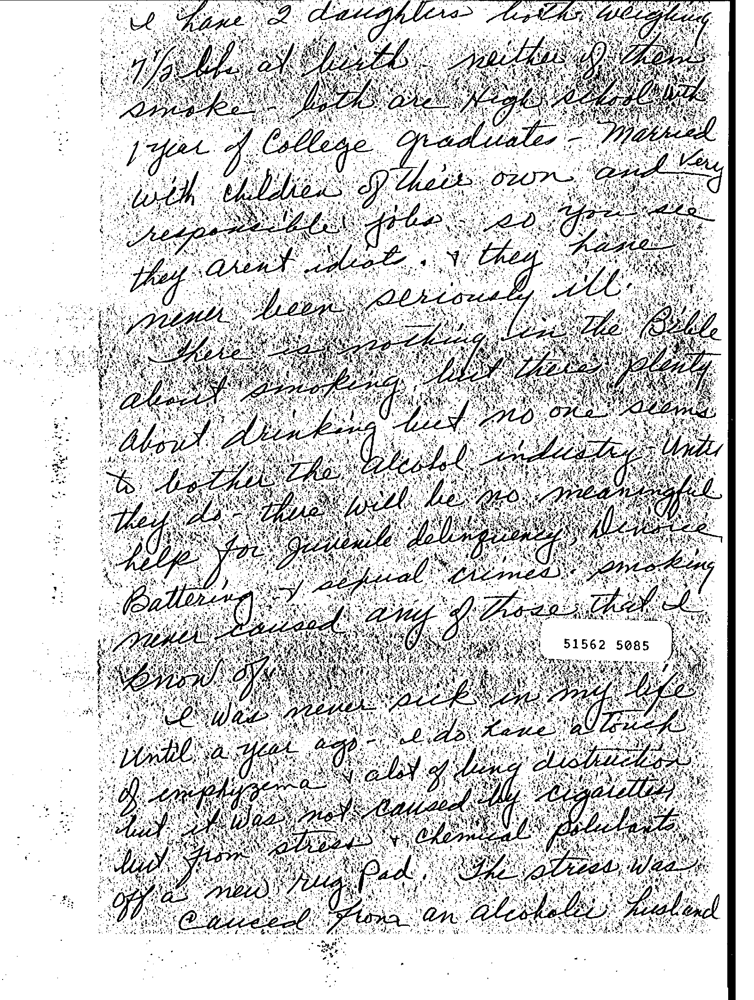 I have 2 daughters both weighing
7 1/2 lbs at birth - neither of them
smoke - both are High school with
1 year of College graduates - Married
with children of their own and very
responsible jobs - so you see
they arent idiots. & they have
never been seriously ill.
There is nothing in the Bible
about smoking, but theres plenty
about drinking but no one seems
to bother the alcohol industry - Until
they do - there will be no meaningful
help for Juvenile delinquency, Divorce
Battering & sexual crimes. smoking
never caused any of those that I
51562 5085
know of.
I was never sick in my life
Until a year ago - I do have a touch
of emphyzema & alot of lung distruction
but it was not caused by cigarettes
but from stress & chemical polutants
off a new rug Pad. The stress was
caused from an alcoholic husband